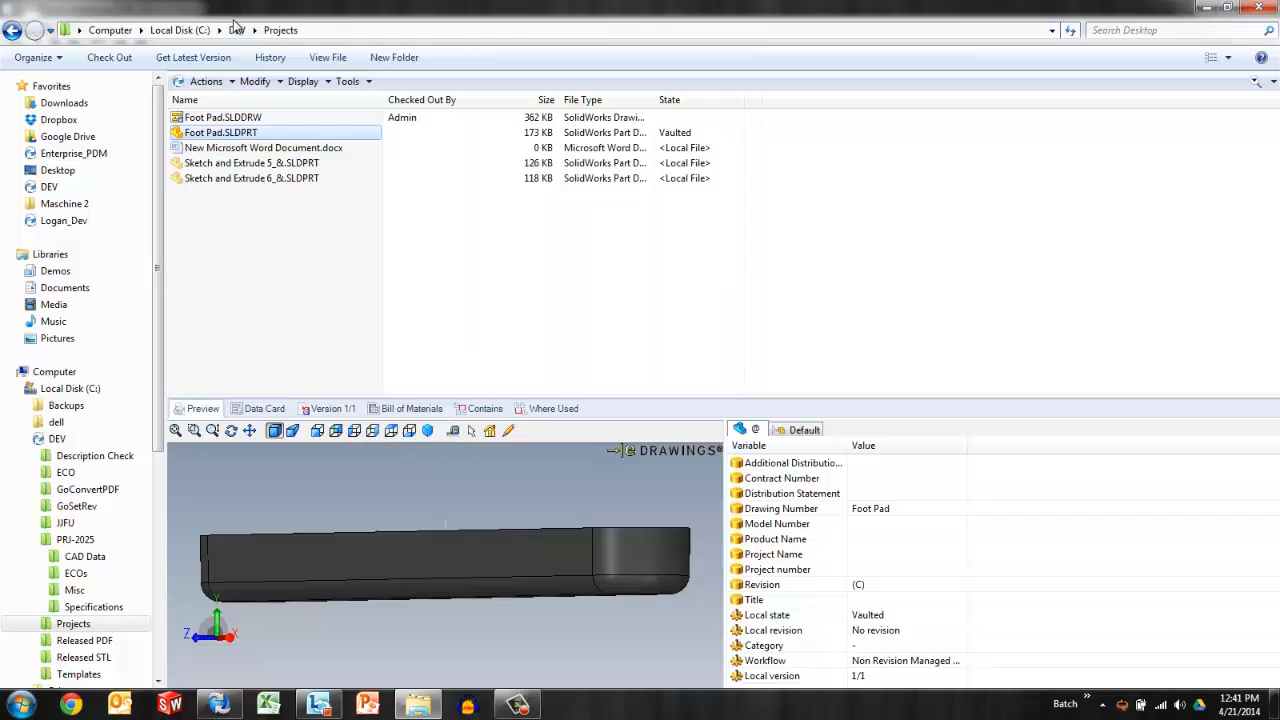 Computer Local Disk (C:) Projects Search Desktop
Organize Check Out Get Latest Version History View File New Folder
Favorites
Downloads
Dropbox
Google Drive
Enterprise_PDM
Desktop
DEV
Maschine 2
Logan_Dev
Libraries
Demos
Documents
Media
Music
Pictures
Computer
Local Disk (C:)
Backups
dell
DEV
Description Check
ECO
GoConvertPDF
GoSetRev
JJFU
PRJ-2025
CAD Data
ECOs
Misc
Specifications
Projects
Released PDF
Released STL
Templates
Actions Modify Display Tools
Name Checked Out By Size File Type State
Foot Pad.SLDDRW Admin 362 KB SolidWorks Drawi...
Foot Pad.SLDPRT 173 KB SolidWorks Part D... Vaulted
New Microsoft Word Document.docx 0 KB Microsoft Word D... <Local File>
Sketch and Extrude 5_&.SLDPRT 126 KB SolidWorks Part D... <Local File>
Sketch and Extrude 6_&.SLDPRT 118 KB SolidWorks Part D... <Local File>
Preview Data Card Version 1/1 Bill of Materials Contains Where Used
DRAWINGS®
Z Y X
@ Default
Variable Value
Additional Distributio...
Contract Number
Distribution Statement
Drawing Number Foot Pad
Model Number
Product Name
Project Name
Project number
Revision (C)
Title
Local state Vaulted
Local revision No revision
Category -
Workflow Non Revision Managed ...
Local version 1/1
Batch » 12:41 PM
4/21/2014